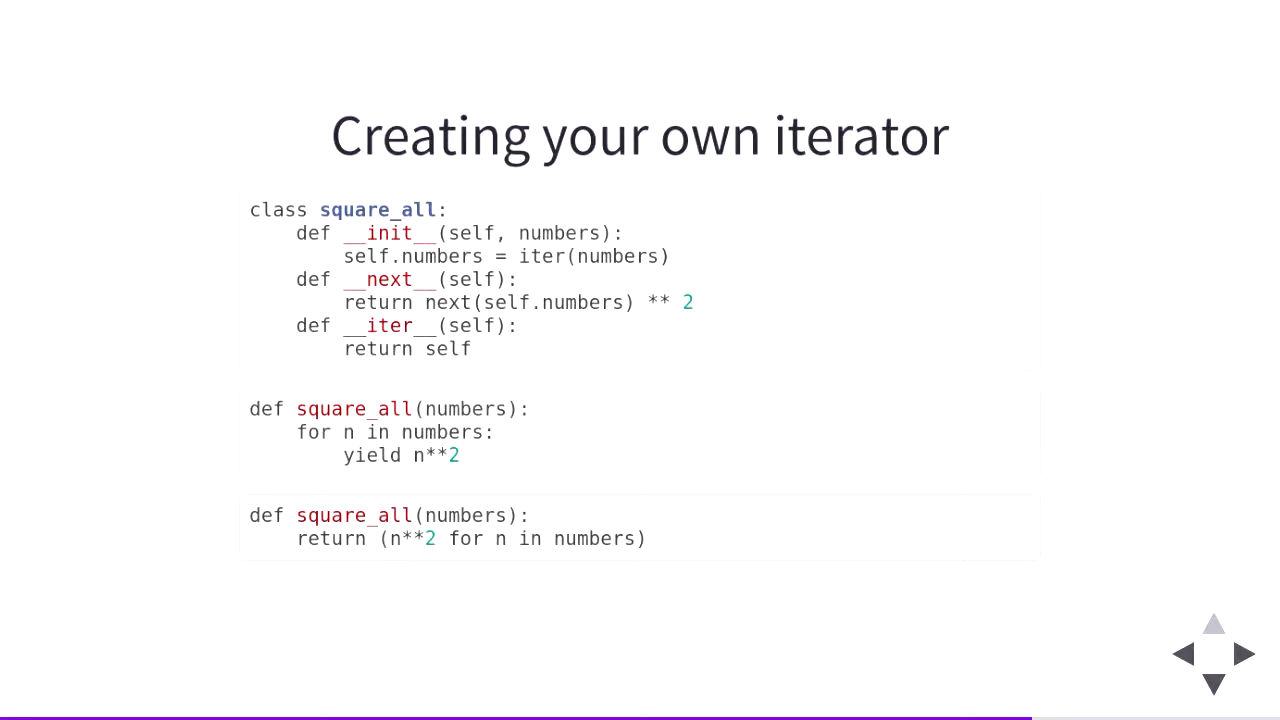 Creating your own iterator
class square_all:
    def __init__(self, numbers):
        self.numbers = iter(numbers)
    def __next__(self):
        return next(self.numbers) ** 2
    def __iter__(self):
        return self
def square_all(numbers):
    for n in numbers:
        yield n**2
def square_all(numbers):
    return (n**2 for n in numbers)